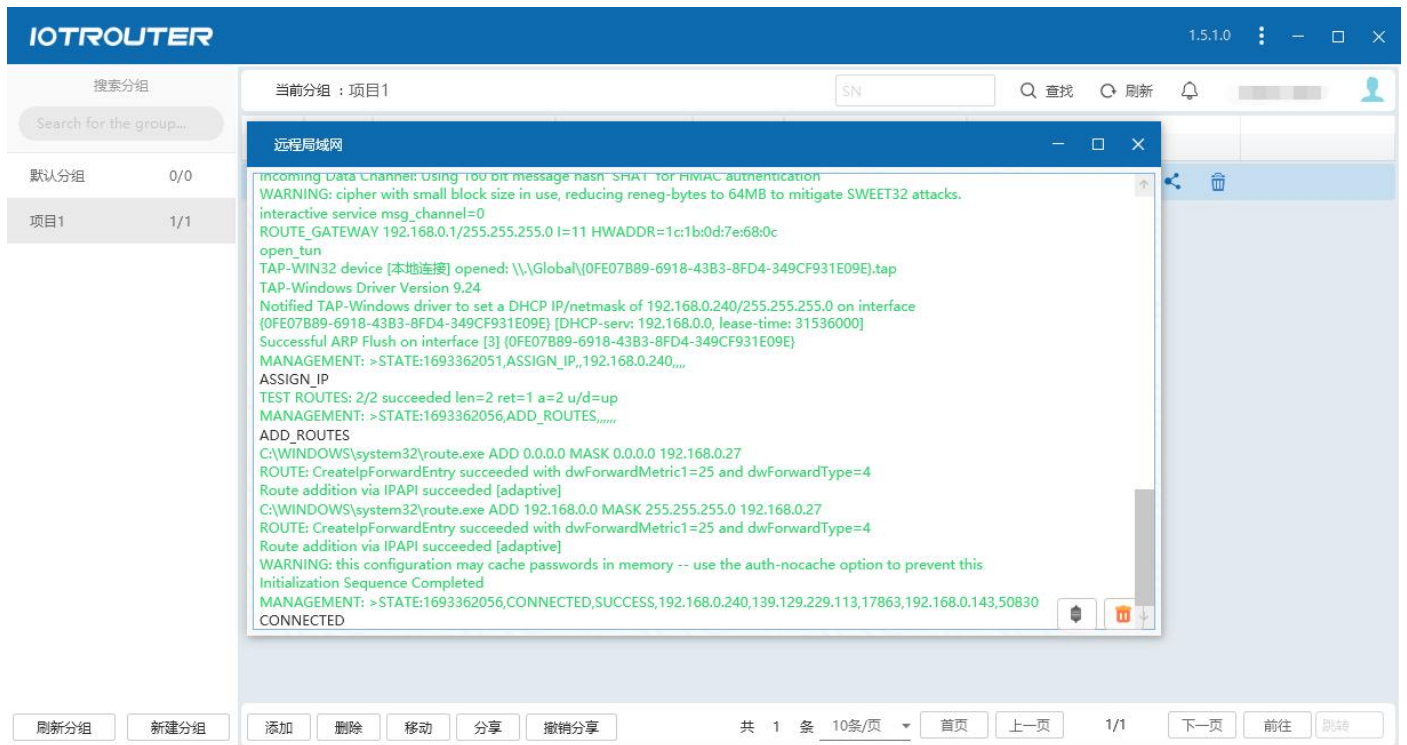 IOTROUTER
1.5.1.0
搜索分组
Search for the group...
默认分组 0/0
项目1 1/1
当前分组 ：项目1
SN
查找
刷新
远程局域网
Incoming Data Channel: Using 160 bit message hash 'SHA1' for HMAC authentication
WARNING: cipher with small block size in use, reducing reneg-bytes to 64MB to mitigate SWEET32 attacks.
interactive service msg_channel=0
ROUTE_GATEWAY 192.168.0.1/255.255.255.0 I=11 HWADDR=1c:1b:0d:7e:68:0c
open_tun
TAP-WIN32 device [本地连接] opened: \\.\Global\{0FE07B89-6918-43B3-8FD4-349CF931E09E}.tap
TAP-Windows Driver Version 9.24
Notified TAP-Windows driver to set a DHCP IP/netmask of 192.168.0.240/255.255.255.0 on interface
{0FE07B89-6918-43B3-8FD4-349CF931E09E} [DHCP-serv: 192.168.0.0, lease-time: 31536000]
Successful ARP Flush on interface [3] {0FE07B89-6918-43B3-8FD4-349CF931E09E}
MANAGEMENT: >STATE:1693362051,ASSIGN_IP,,192.168.0.240,,,,
ASSIGN_IP
TEST ROUTES: 2/2 succeeded len=2 ret=1 a=2 u/d=up
MANAGEMENT: >STATE:1693362056,ADD_ROUTES,,,,,,
ADD_ROUTES
C:\WINDOWS\system32\route.exe ADD 0.0.0.0 MASK 0.0.0.0 192.168.0.27
ROUTE: CreateIpForwardEntry succeeded with dwForwardMetric1=25 and dwForwardType=4
Route addition via IPAPI succeeded [adaptive]
C:\WINDOWS\system32\route.exe ADD 192.168.0.0 MASK 255.255.255.0 192.168.0.27
ROUTE: CreateIpForwardEntry succeeded with dwForwardMetric1=25 and dwForwardType=4
Route addition via IPAPI succeeded [adaptive]
WARNING: this configuration may cache passwords in memory -- use the auth-nocache option to prevent this
Initialization Sequence Completed
MANAGEMENT: >STATE:1693362056,CONNECTED,SUCCESS,192.168.0.240,139.129.229.113,17863,192.168.0.143,50830
CONNECTED
刷新分组 新建分组 添加 删除 移动 分享 撤销分享 共 1 条 10条/页 首页 上一页 1/1 下一页 前往 跳转